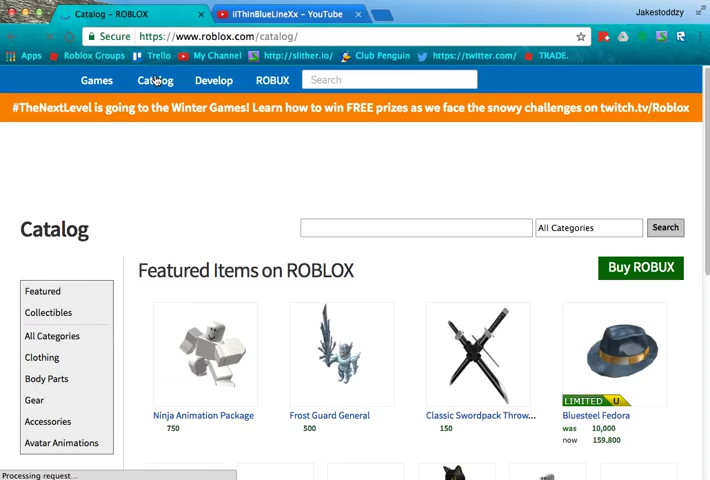 Catalog – ROBLOX
iiThinBlueLineXx – YouTube
Jakestoddzy
Secure
https://www.roblox.com/catalog/
Apps
Roblox Groups
Trello
My Channel
http://slither.io/
Club Penguin
https://twitter.com/
TRADE.
Games
Catalog
Develop
ROBUX
Search
#TheNextLevel is going to the Winter Games! Learn how to win FREE prizes as we face the snowy challenges on twitch.tv/Roblox
Catalog
All Categories
Search
Featured Items on ROBLOX
Buy ROBUX
Featured
Collectibles
All Categories
Clothing
Body Parts
Gear
Accessories
Avatar Animations
Ninja Animation Package
750
Frost Guard General
500
Classic Swordpack Throw...
150
LIMITED U
Bluesteel Fedora
was 10,000
now 159,800
Processing request...